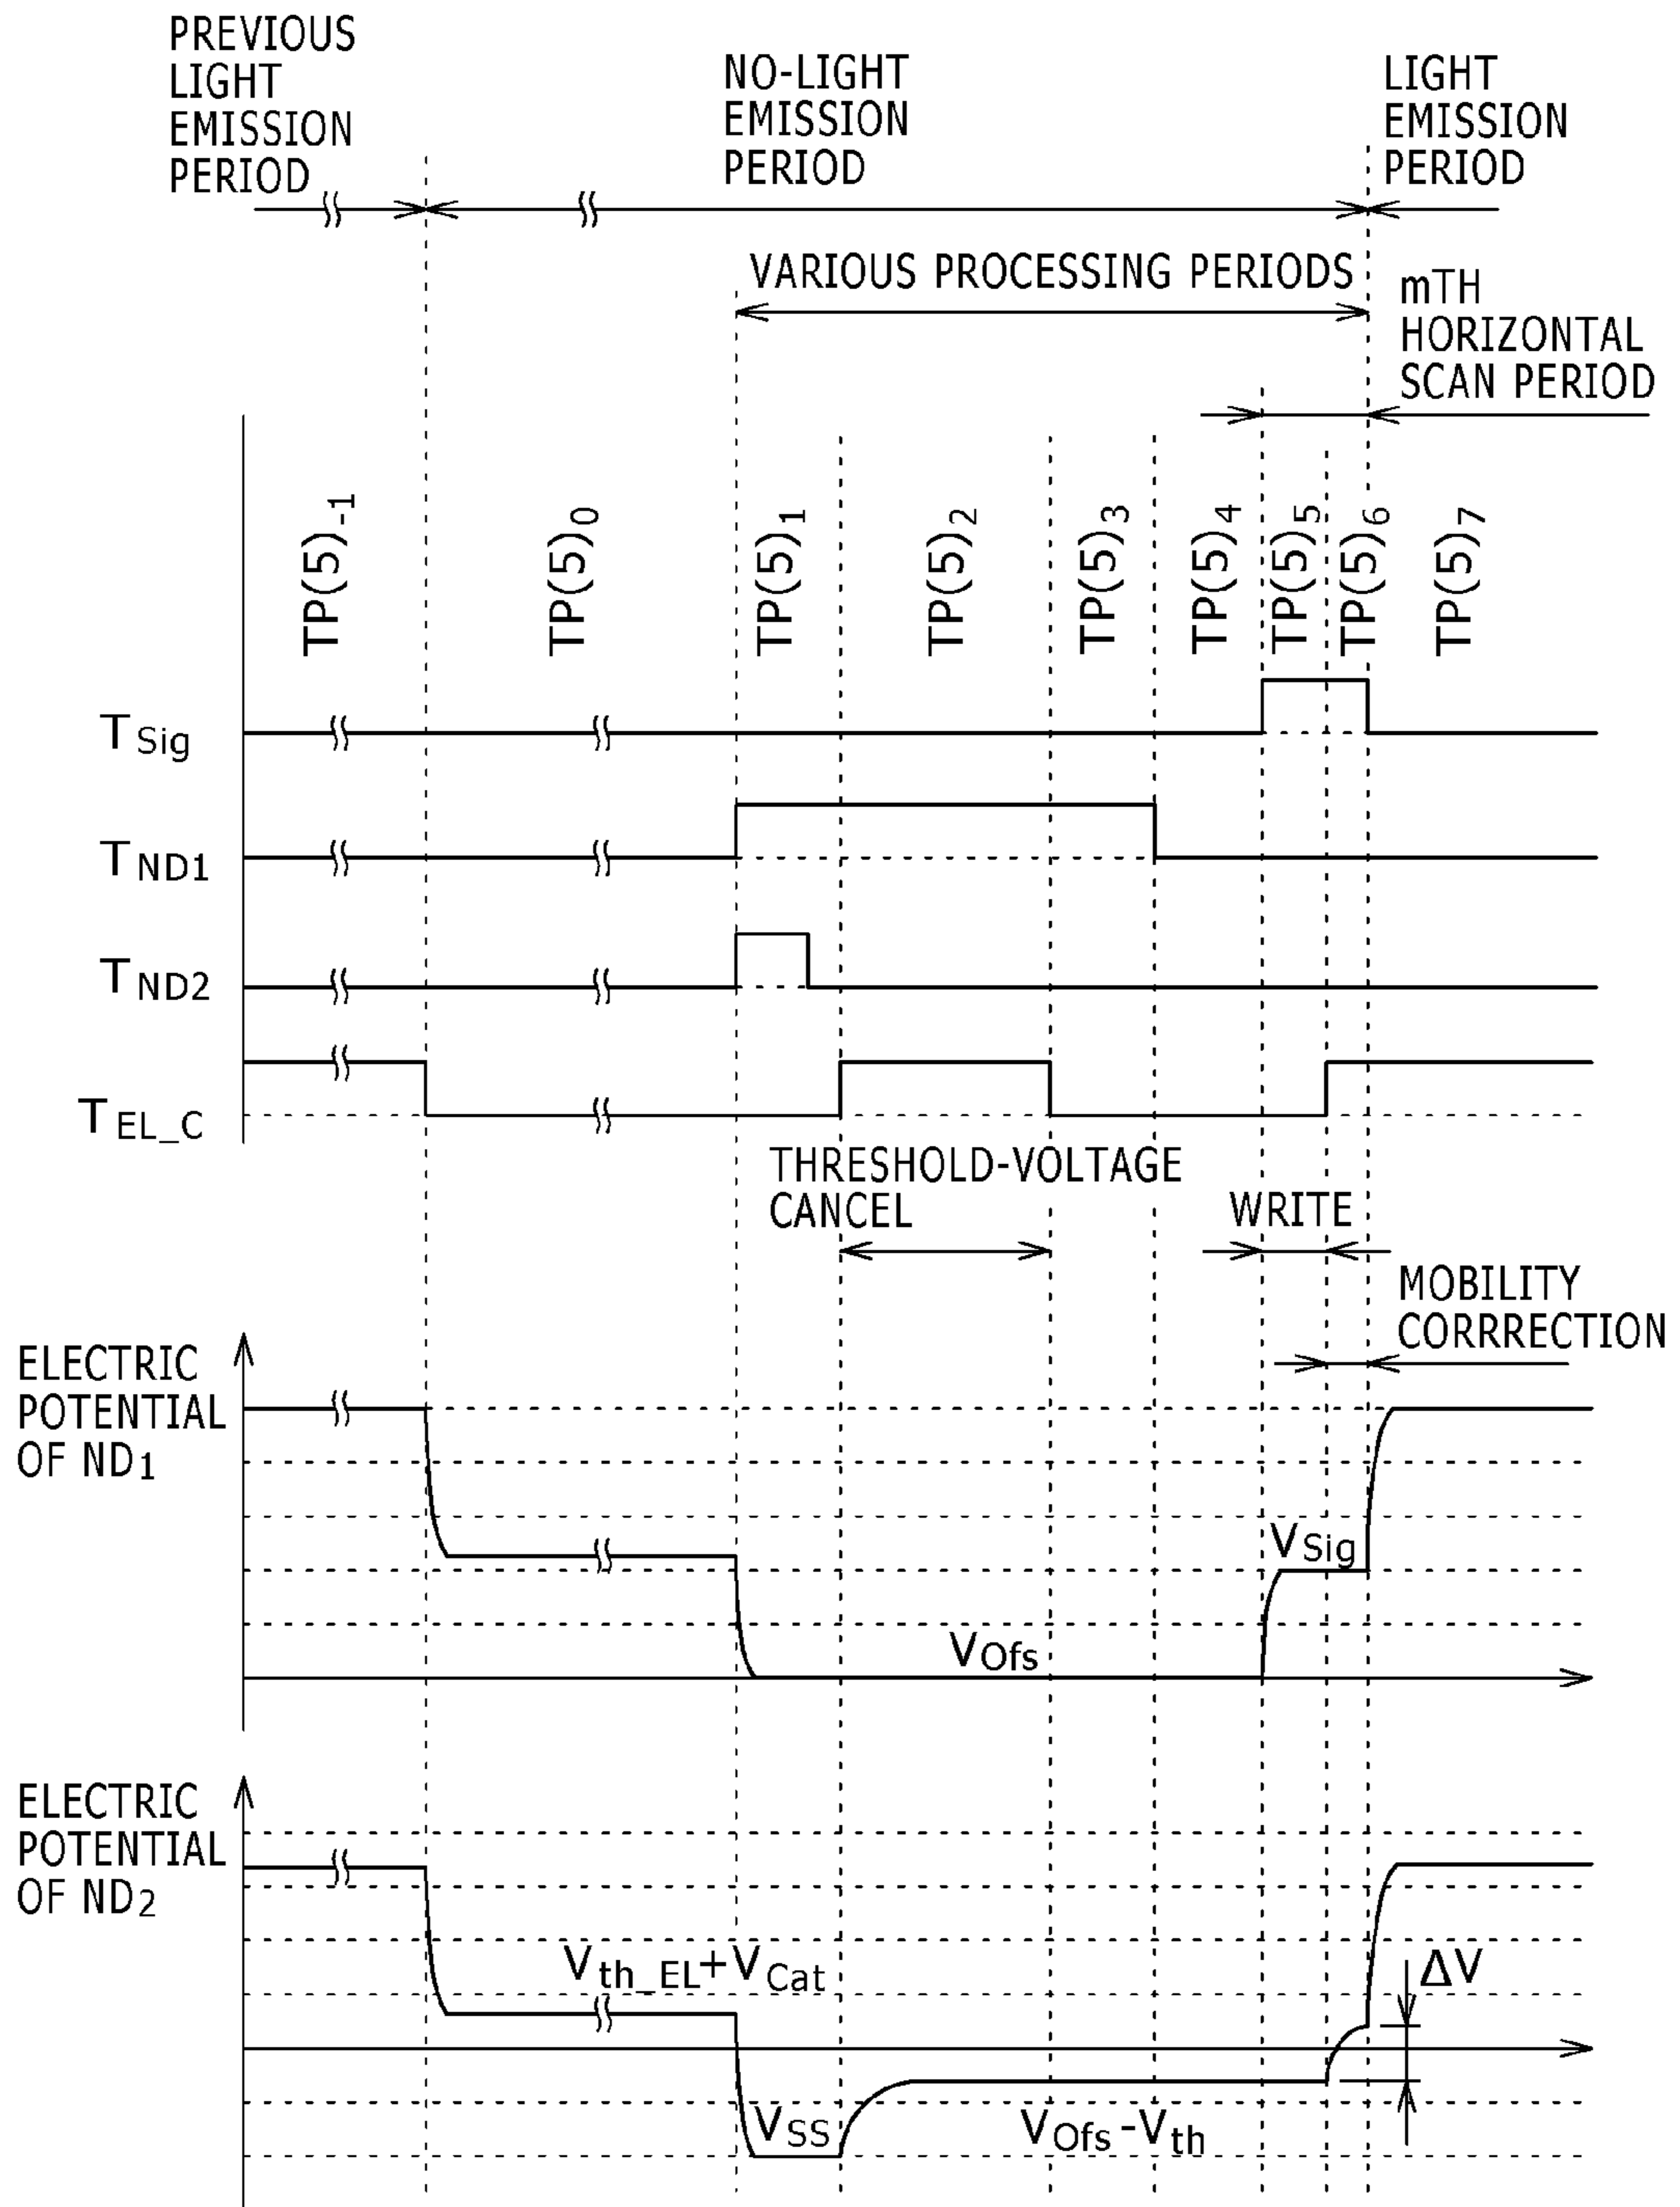 PREVIOUS
LIGHT
EMISSION
PERIOD
NO-LIGHT
EMISSION
PERIOD
LIGHT
EMISSION
PERIOD
VARIOUS PROCESSING PERIODS
mTH
HORIZONTAL
SCAN PERIOD
TP(5)-1
TP(5)0
TP(5)1
TP(5)2
TP(5)3
TP(5)4
TP(5)5
TP(5)6
TP(5)7
TSig
TND1
TND2
TEL_C
THRESHOLD-VOLTAGE
CANCEL
WRITE
MOBILITY
CORRRECTION
ELECTRIC
POTENTIAL
OF ND1
VSig
VOfs
ELECTRIC
POTENTIAL
OF ND2
Vth_EL+VCat
ΔV
VSS
VOfs-Vth